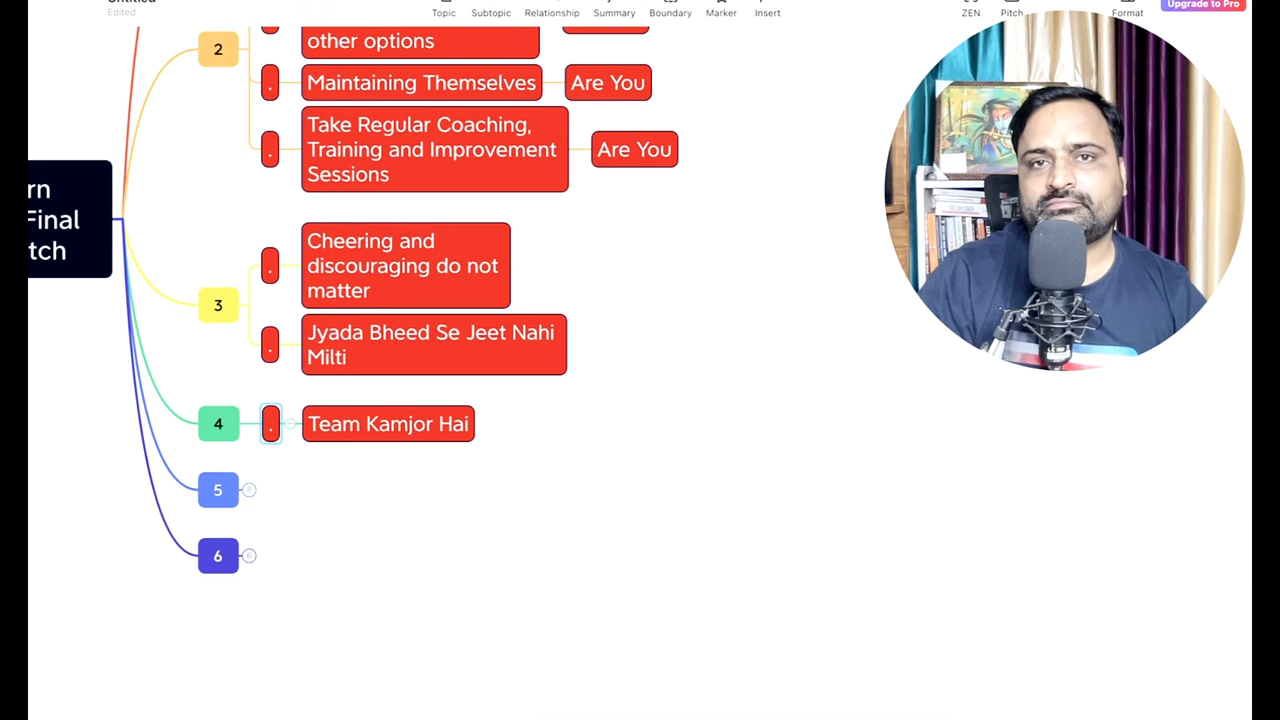 Untitled
Edited
Topic
Subtopic
Relationship
Summary
Boundary
Marker
Insert
ZEN
Pitch
Format
Upgrade to Pro
2
other options
.
Maintaining Themselves
Are You
.
Take Regular Coaching,
Training and Improvement
Sessions
Are You
rn
Final
tch
3
.
Cheering and
discouraging do not
matter
.
Jyada Bheed Se Jeet Nahi
Milti
4
.
Team Kamjor Hai
5
6